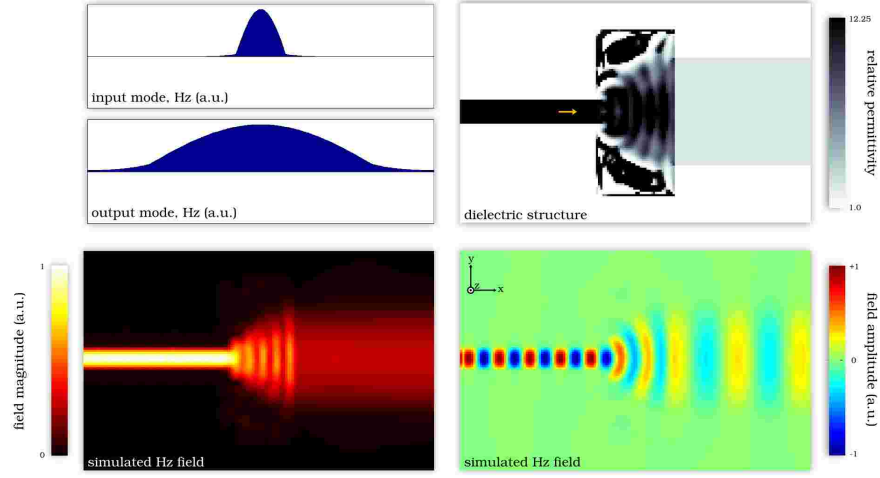 input mode, Hz (a.u.)
output mode, Hz (a.u.)
dielectric structure
12.25
relative permittivity
1.0
1
field magnitude (a.u.)
0
simulated Hz field
y
z
x
simulated Hz field
+1
0
-1
field amplitude (a.u.)